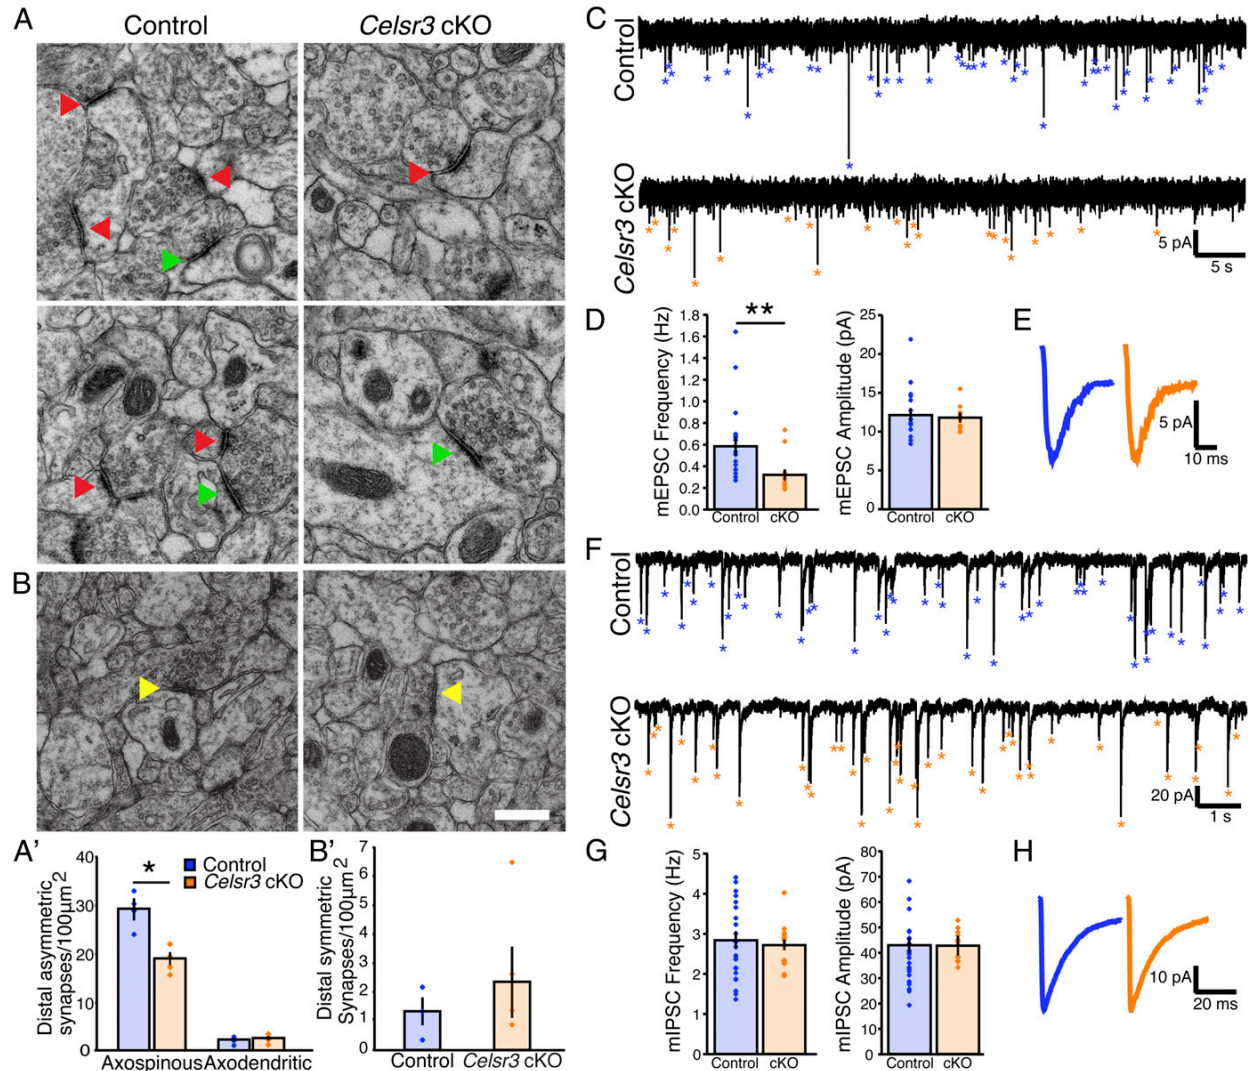 A
Control
Celsr3 cKO
B
A'
Distal asymmetric
synapses/100µm2
40
30
20
10
0
*
Control
Celsr3 cKO
Axospinous
Axodendritic
B'
Distal symmetric
Synapses/100µm2
7
6
5
4
3
2
1
0
Control
Celsr3 cKO
C
Control
Celsr3 cKO
5 pA
5 s
D
mEPSC Frequency (Hz)
1.8
1.6
1.4
1.2
1.0
0.8
0.6
0.4
0.2
0.0
**
Control
cKO
mEPSC Amplitude (pA)
25
20
15
10
5
0
Control
cKO
E
5 pA
10 ms
F
Control
Celsr3 cKO
20 pA
1 s
G
mIPSC Frequency (Hz)
5
4
3
2
1
0
Control
cKO
mIPSC Amplitude (pA)
80
70
60
50
40
30
20
10
0
Control
cKO
H
10 pA
20 ms